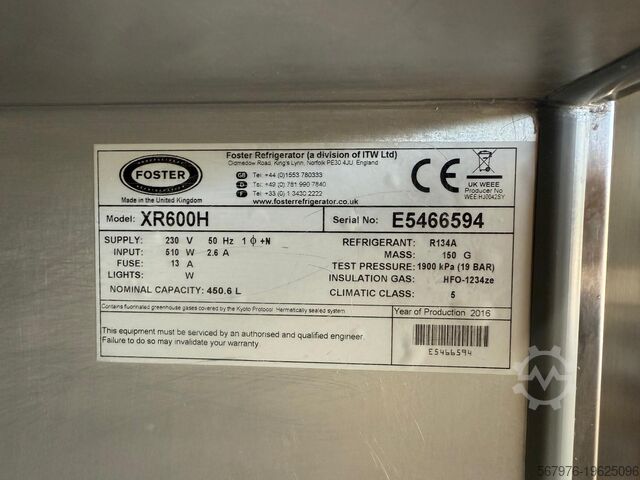 Foster Refrigerator (a division of ITW Ltd)
Oldmedow Road, King's Lynn, Norfolk PE30 4JU, England
FOSTER
Made in the United Kingdom
GB Tel: +44 (0)1553 780333
D Tel: +49 (0)781 990 7840
F Tel: +33 (0)1 3430 2222
www.fosterrefrigerator.co.uk
CE
UK WEEE
Producer No
WEE/HJ0042SY
Model: XR600H
Serial No: E5466594
SUPPLY: 230 V 50 Hz 1 ϕ +N
INPUT: 510 W 2.6 A
FUSE: 13 A
LIGHTS: W
NOMINAL CAPACITY: 450.6 L
REFRIGERANT: R134A
MASS: 150 G
TEST PRESSURE: 1900 kPa (19 BAR)
INSULATION GAS: HFO-1234ze
CLIMATIC CLASS: 5
Contains fluorinated greenhouse gases covered by the Kyoto Protocol. Hermetically sealed system.
Year of Production 2016
This equipment must be serviced by an authorised and qualified engineer.
Failure to do so may invalidate your warranty.
E5466594
567976-19625096